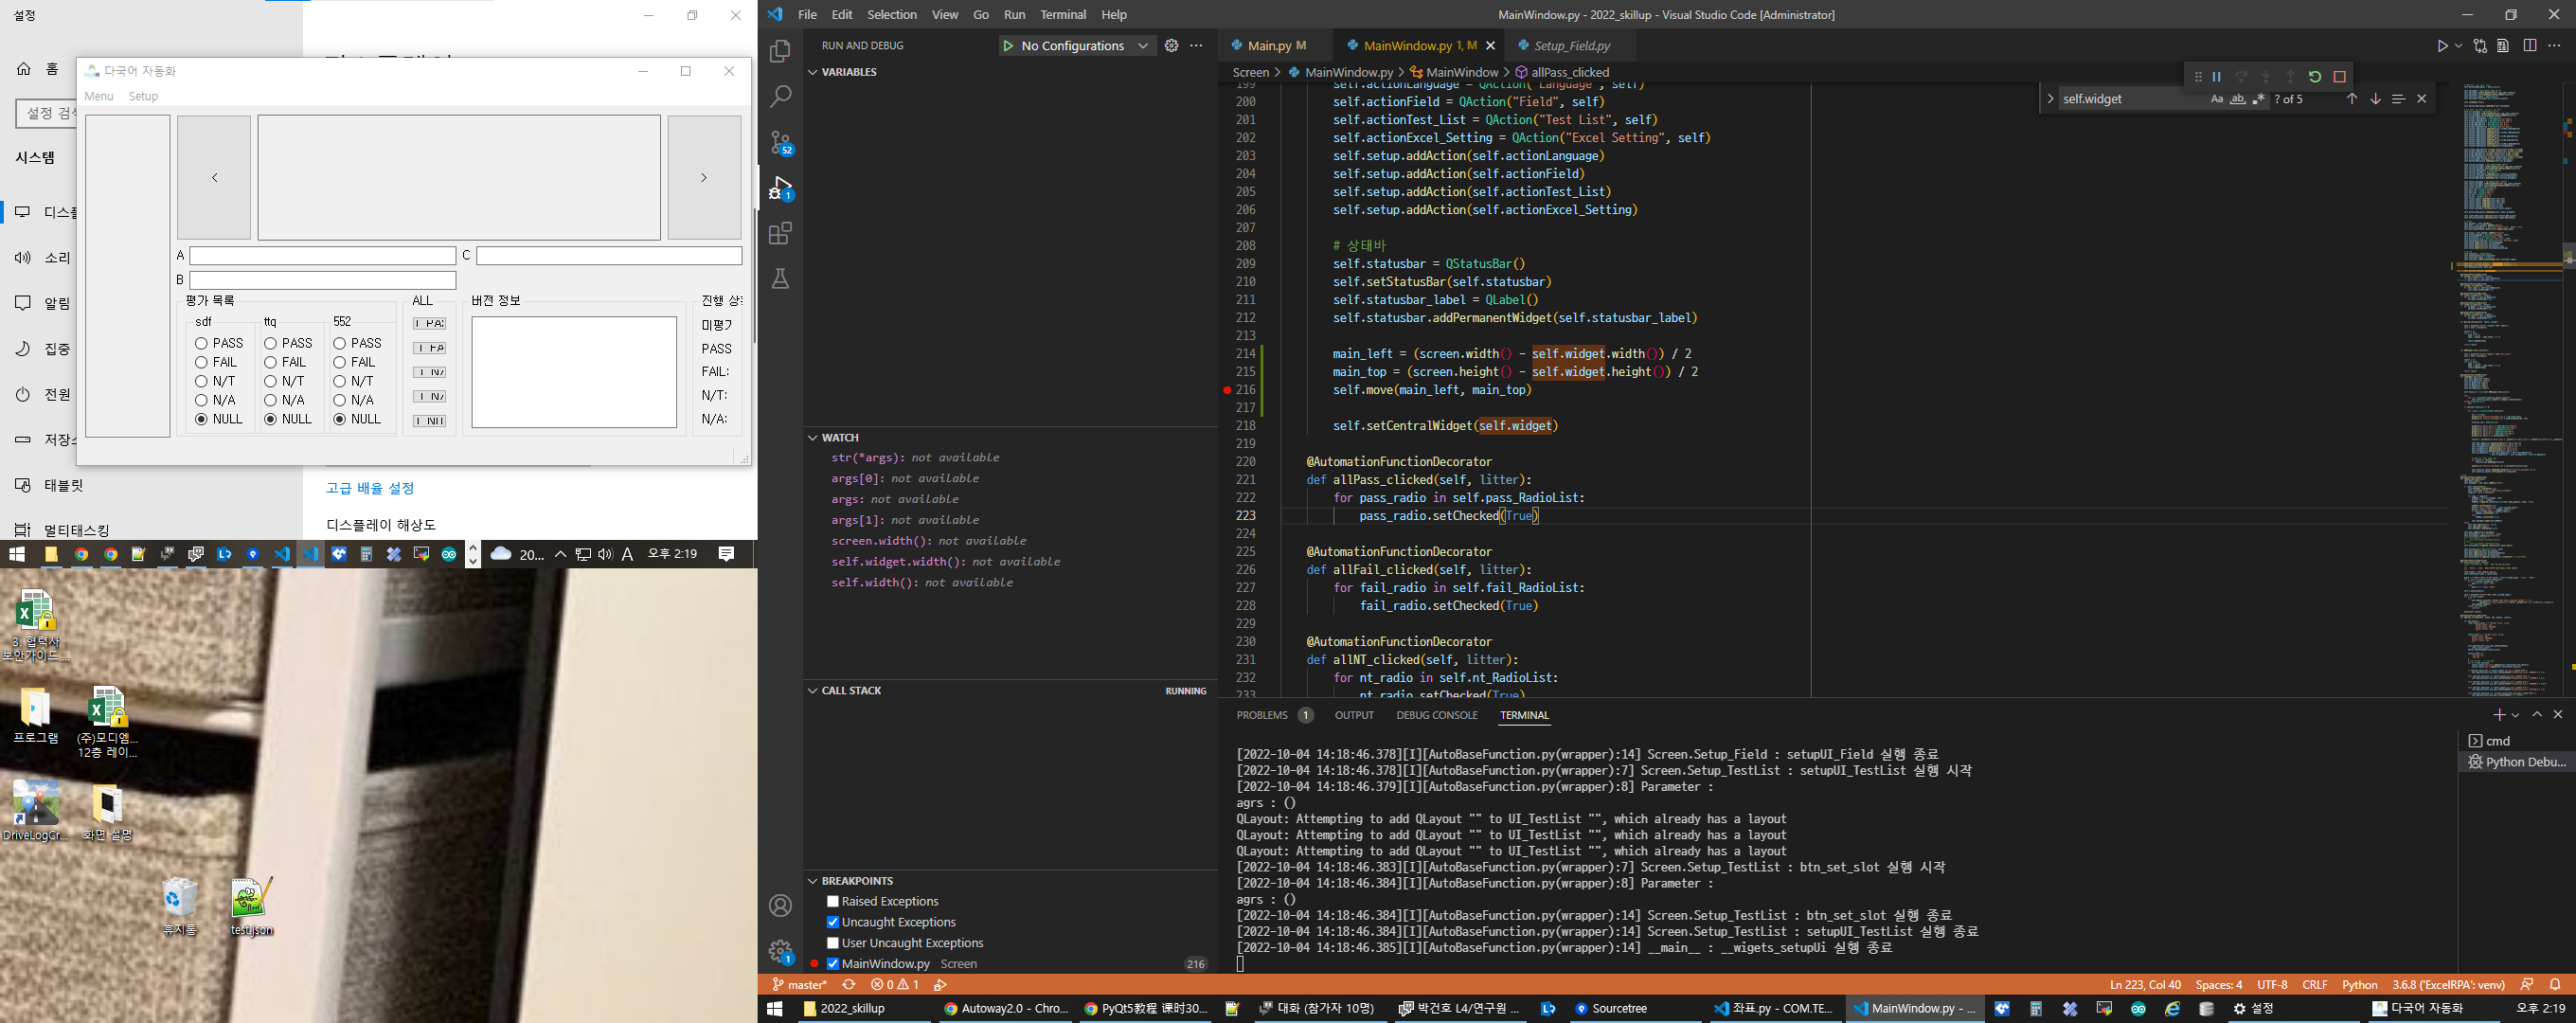 설정
홈
설정 검색
시스템
디스플
소리
알림
집중
전원
저장소
태블릿
멀티태스킹
고급 배율 설정
디스플레이 해상도
다국어 자동화
Menu Setup
<
>
A
C
B
평가 목록
ALL
버전 정보
진행 상
sdf ttq 552
PASS PASS PASS
FAIL FAIL FAIL
N/T N/T N/T
N/A N/A N/A
NULL NULL NULL
미평가
PASS
FAIL:
N/T:
N/A:
20... A 오후 2:19
3. 협력사
보안가이드...
프로그램
(주)모디엠...
12층 레이...
DriveLogCr...
화면 설명
휴지통
test.json
File Edit Selection View Go Run Terminal Help
MainWindow.py - 2022_skillup - Visual Studio Code [Administrator]
RUN AND DEBUG
No Configurations
VARIABLES
WATCH
str(*args): not available
args[0]: not available
args: not available
args[1]: not available
screen.width(): not available
self.widget.width(): not available
self.width(): not available
CALL STACK
RUNNING
BREAKPOINTS
Raised Exceptions
Uncaught Exceptions
User Uncaught Exceptions
MainWindow.py Screen 216
52
1
1
Main.py M
MainWindow.py 1, M
Setup_Field.py
Screen > MainWindow.py > MainWindow > allPass_clicked
self.widget
Aa ab .* ? of 5
199 self.actionLanguage = QAction("Language", self)
200 self.actionField = QAction("Field", self)
201 self.actionTest_List = QAction("Test List", self)
202 self.actionExcel_Setting = QAction("Excel Setting", self)
203 self.setup.addAction(self.actionLanguage)
204 self.setup.addAction(self.actionField)
205 self.setup.addAction(self.actionTest_List)
206 self.setup.addAction(self.actionExcel_Setting)
207
208 # 상태바
209 self.statusbar = QStatusBar()
210 self.setStatusBar(self.statusbar)
211 self.statusbar_label = QLabel()
212 self.statusbar.addPermanentWidget(self.statusbar_label)
213
214 main_left = (screen.width() - self.widget.width()) / 2
215 main_top = (screen.height() - self.widget.height()) / 2
216 self.move(main_left, main_top)
217
218 self.setCentralWidget(self.widget)
219
220 @AutomationFunctionDecorator
221 def allPass_clicked(self, litter):
222 for pass_radio in self.pass_RadioList:
223 pass_radio.setChecked(True)
224
225 @AutomationFunctionDecorator
226 def allFail_clicked(self, litter):
227 for fail_radio in self.fail_RadioList:
228 fail_radio.setChecked(True)
229
230 @AutomationFunctionDecorator
231 def allNT_clicked(self, litter):
232 for nt_radio in self.nt_RadioList:
233 nt_radio.setChecked(True)
PROBLEMS 1 OUTPUT DEBUG CONSOLE TERMINAL
[2022-10-04 14:18:46.378][I][AutoBaseFunction.py(wrapper):14] Screen.Setup_Field : setupUI_Field 실행 종료
[2022-10-04 14:18:46.378][I][AutoBaseFunction.py(wrapper):7] Screen.Setup_TestList : setupUI_TestList 실행 시작
[2022-10-04 14:18:46.379][I][AutoBaseFunction.py(wrapper):8] Parameter :
agrs : ()
QLayout: Attempting to add QLayout "" to UI_TestList "", which already has a layout
QLayout: Attempting to add QLayout "" to UI_TestList "", which already has a layout
QLayout: Attempting to add QLayout "" to UI_TestList "", which already has a layout
[2022-10-04 14:18:46.383][I][AutoBaseFunction.py(wrapper):7] Screen.Setup_TestList : btn_set_slot 실행 시작
[2022-10-04 14:18:46.384][I][AutoBaseFunction.py(wrapper):8] Parameter :
agrs : ()
[2022-10-04 14:18:46.384][I][AutoBaseFunction.py(wrapper):14] Screen.Setup_TestList : btn_set_slot 실행 종료
[2022-10-04 14:18:46.384][I][AutoBaseFunction.py(wrapper):14] Screen.Setup_TestList : setupUI_TestList 실행 종료
[2022-10-04 14:18:46.385][I][AutoBaseFunction.py(wrapper):14] __main__ : __wigets_setupUi 실행 종료
cmd
Python Debu...
master* 0 1
Ln 223, Col 40 Spaces: 4 UTF-8 CRLF Python 3.6.8 ('ExcelRPA': venv)
2022_skillup
Autoway2.0 - Chro...
PyQt5教程 课时30...
대화 (참가자 10명)
박건호 L4/연구원 ...
Sourcetree
좌표.py - COM.TE...
MainWindow.py - ...
설정
다국어 자동화
오후 2:19